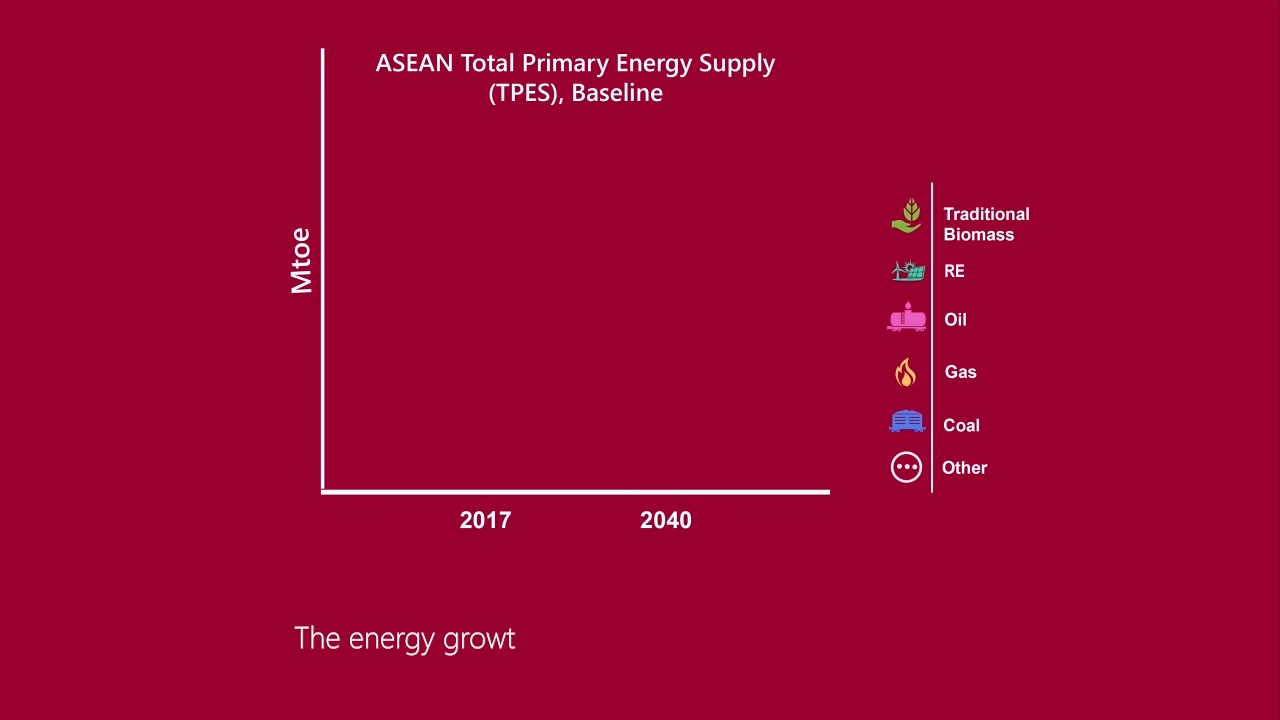 ASEAN Total Primary Energy Supply
(TPES), Baseline
Mtoe
Traditional
Biomass
RE
Oil
Gas
Coal
Other
2017
2040
The energy growt